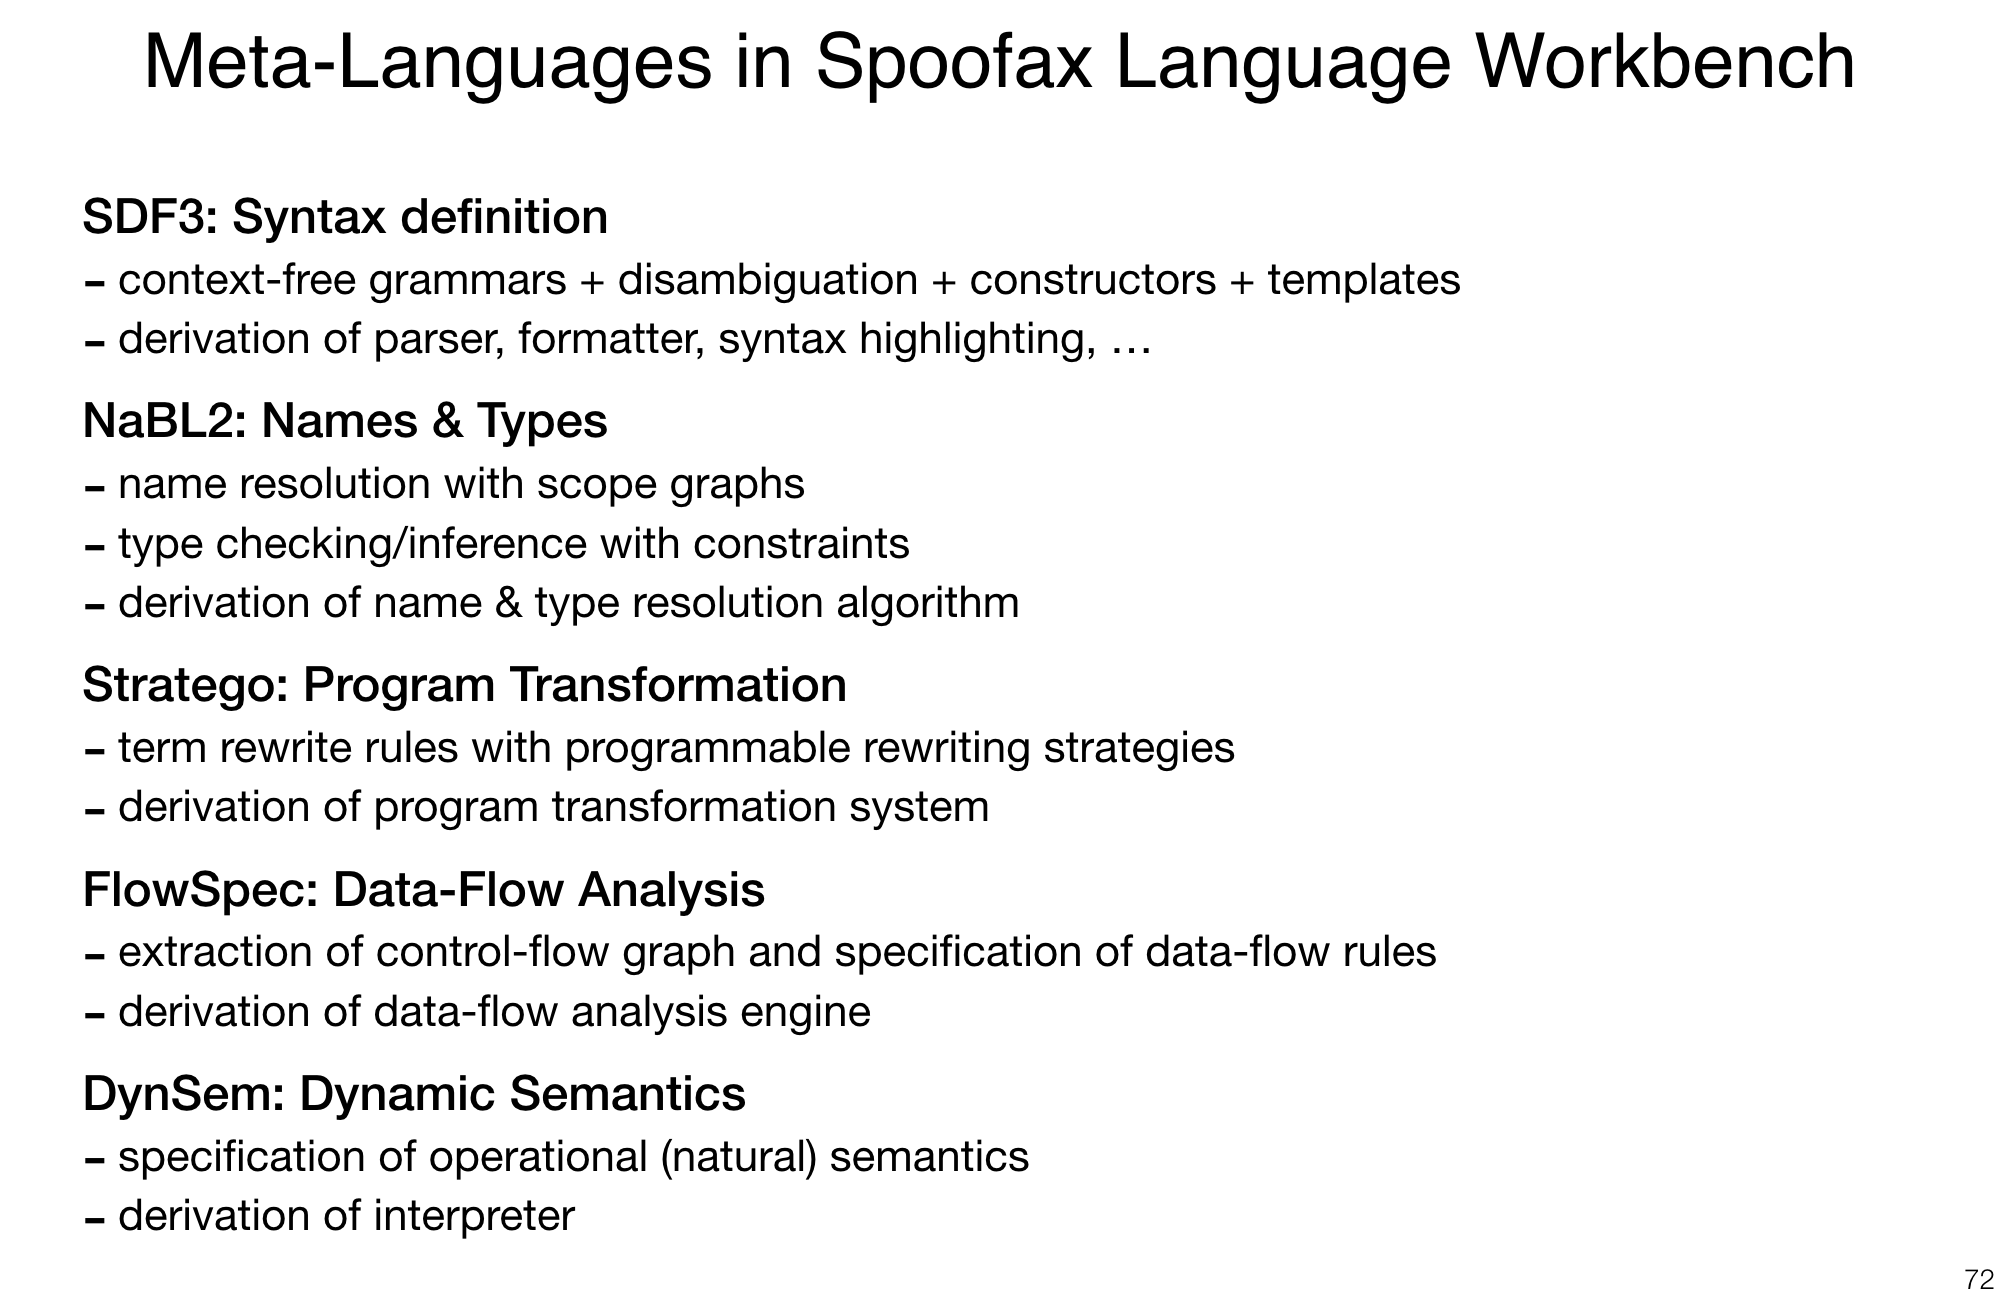 Meta-Languages in Spoofax Language Workbench
SDF3: Syntax definition
- context-free grammars + disambiguation + constructors + templates
- derivation of parser, formatter, syntax highlighting, …
NaBL2: Names & Types
- name resolution with scope graphs
- type checking/inference with constraints
- derivation of name & type resolution algorithm
Stratego: Program Transformation
- term rewrite rules with programmable rewriting strategies
- derivation of program transformation system
FlowSpec: Data-Flow Analysis
- extraction of control-flow graph and specification of data-flow rules
- derivation of data-flow analysis engine
DynSem: Dynamic Semantics
- specification of operational (natural) semantics
- derivation of interpreter
72